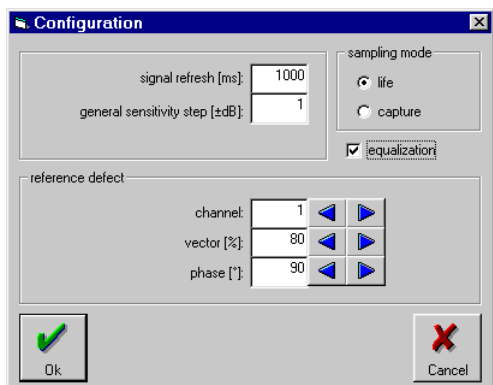 Configuration
signal refresh [ms]: 1000
general sensitivity step [±dB]: 1
sampling mode
life
capture
equalization
reference defect
channel: 1
vector [%]: 80
phase [°]: 90
Ok
Cancel